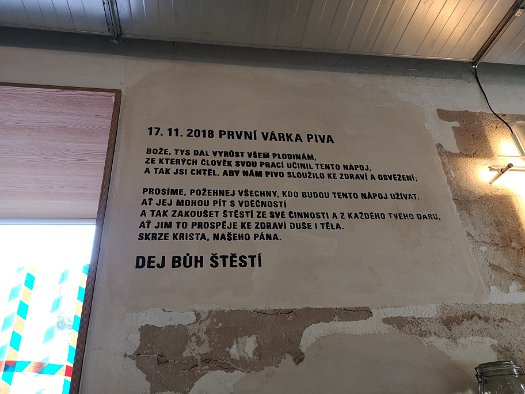 17. 11. 2018 PRVNÍ VÁRKA PIVA
BOŽE, TYS DAL VYRŮST VŠEM PLODINÁM,
ZE KTERÝCH ČLOVĚK SVOU PRACÍ UČINIL TENTO NÁPOJ,
A TAK JSI CHTĚL, ABY NÁM PIVO SLOUŽILO KE ZDRAVÍ A OSVĚŽENÍ;
PROSÍME, POŽEHNEJ VŠECHNY, KDO BUDOU TENTO NÁPOJ UŽÍVAT,
AŤ JEJ MOHOU PÍT S VDĚČNOSTÍ
A TAK ZAKOUŠET ŠTĚSTÍ ZE SVÉ ČINNOSTI A Z KAŽDÉHO TVÉHO DARU,
AŤ JIM TO PROSPĚJE KE ZDRAVÍ DUŠE I TĚLA.
SKRZE KRISTA, NAŠEHO PÁNA.
DEJ BŮH ŠTĚSTÍ